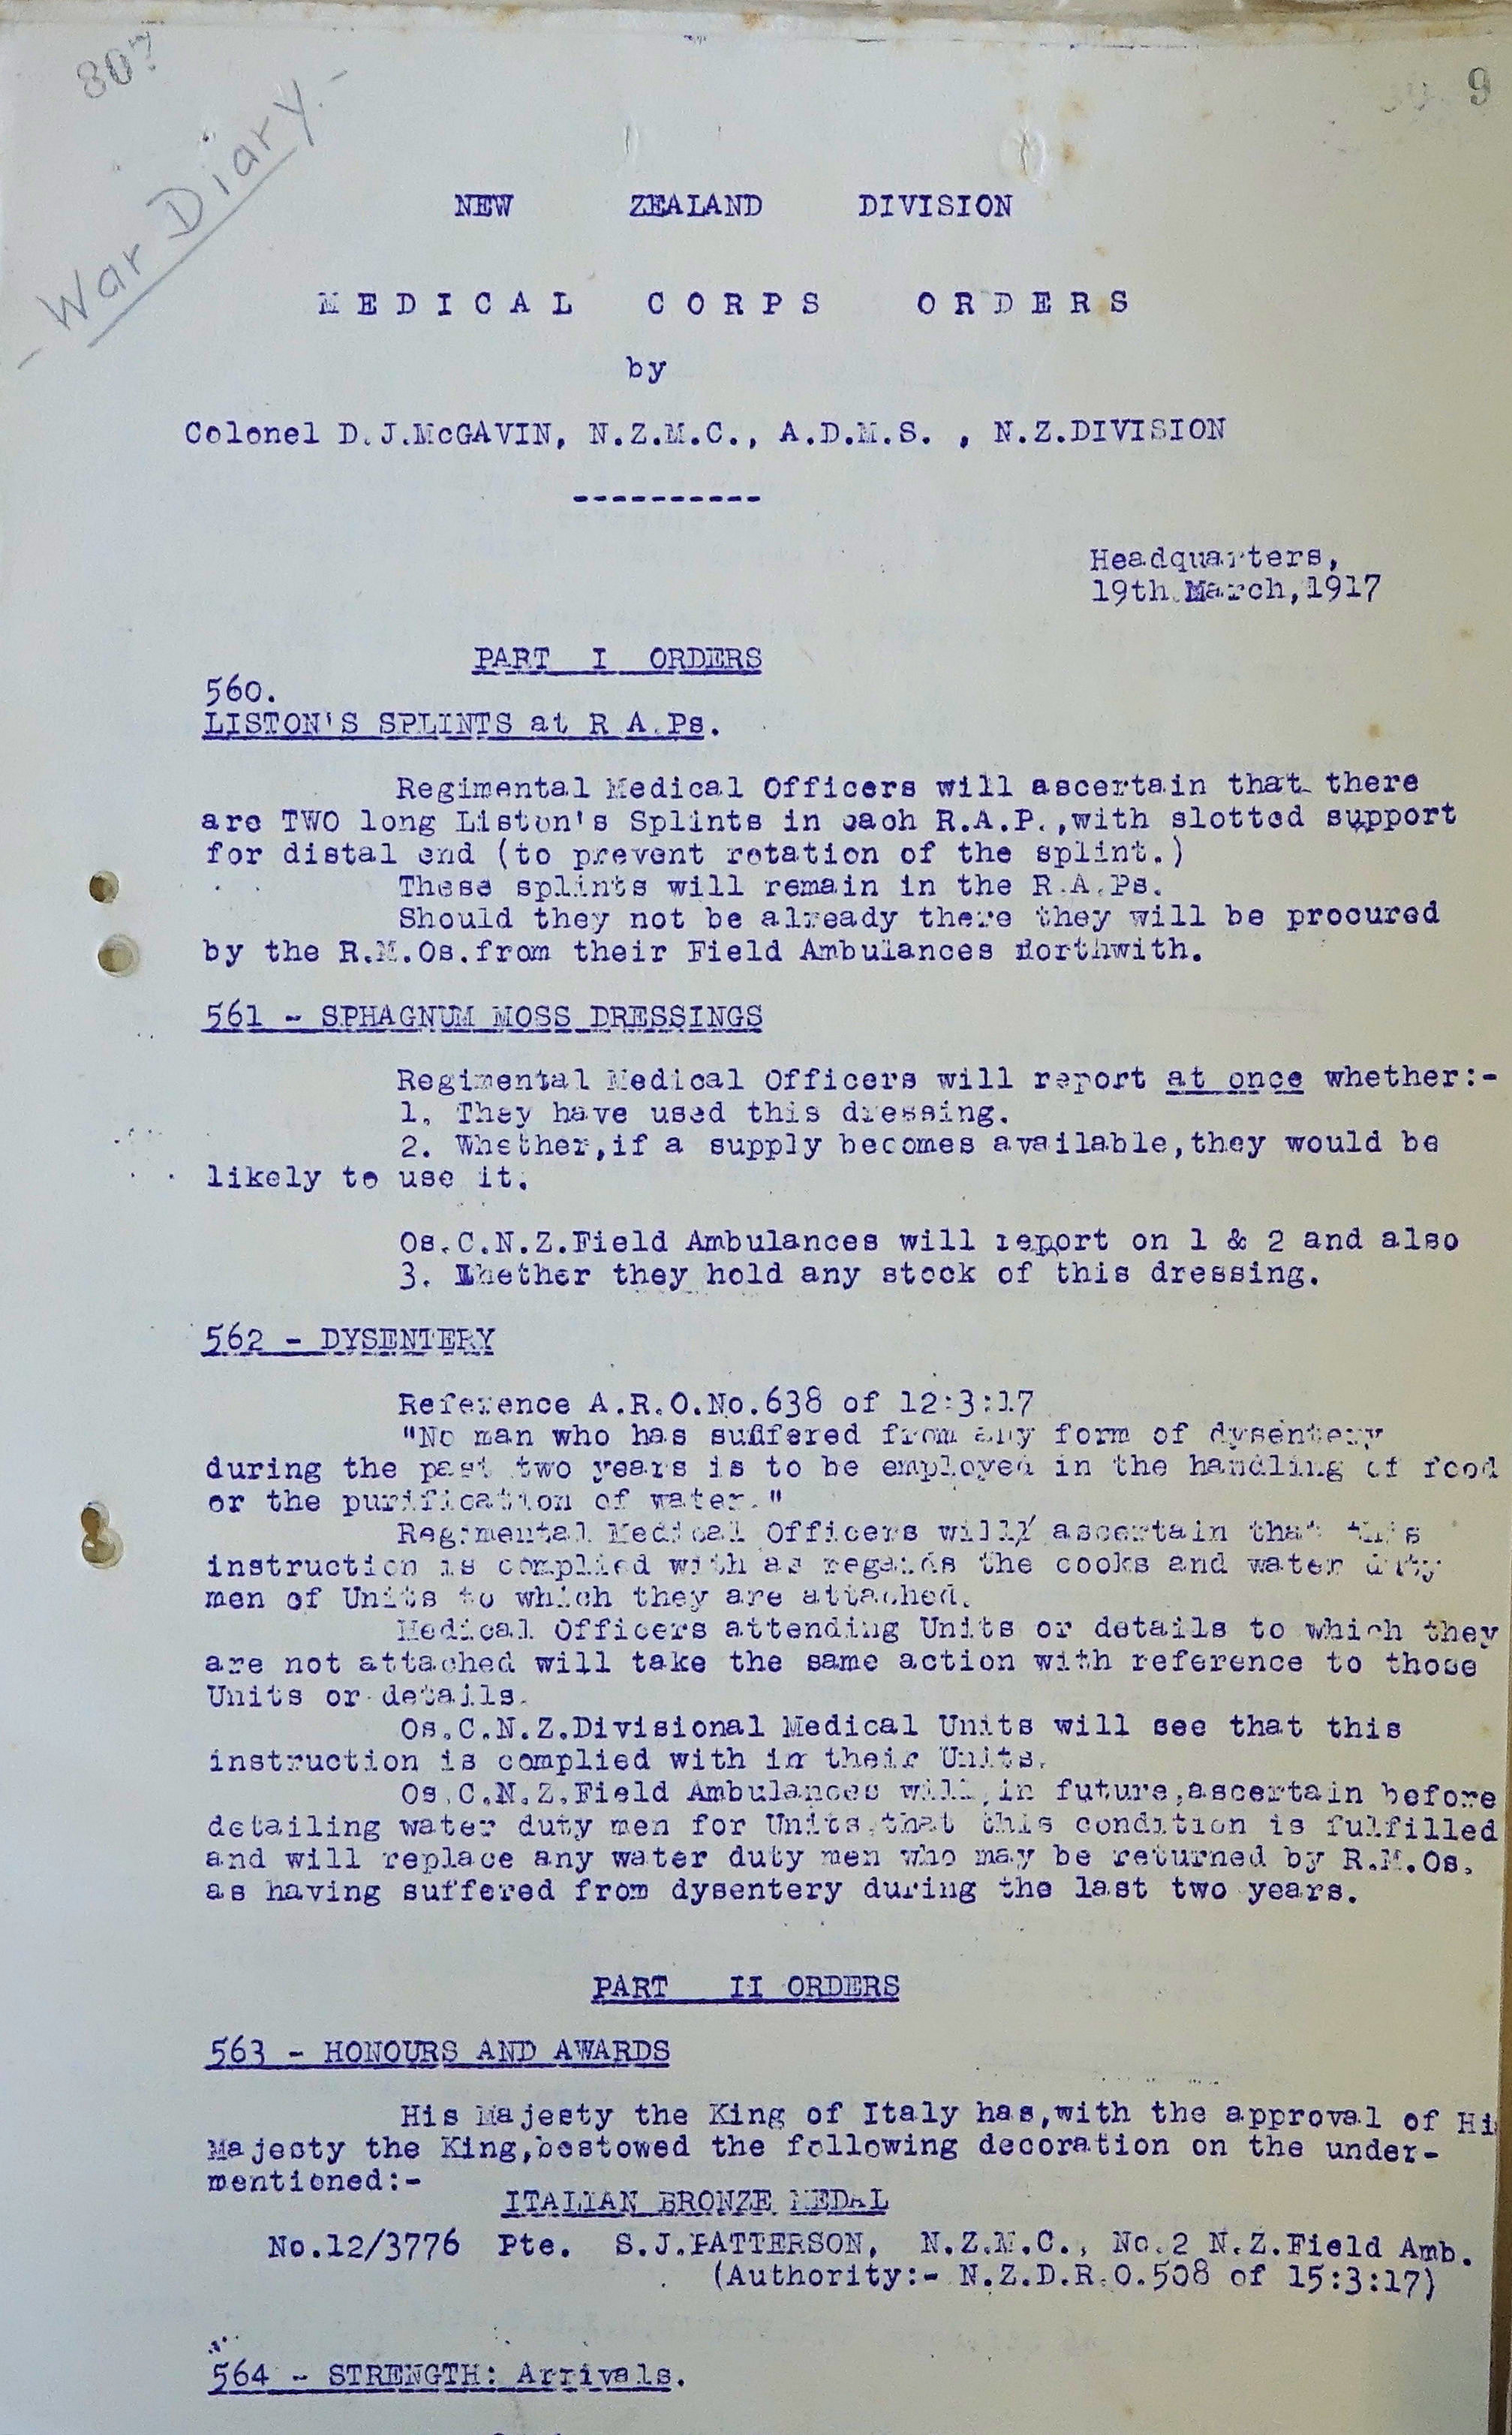 807
9
- War Diary. -
NEW ZEALAND DIVISION
MEDICAL CORPS ORDERS
by
Colonel D.J.McGAVIN, N.Z.M.C., A.D.M.S. , N.Z.DIVISION
----------
Headquarters,
19th March,1917
PART I ORDERS
560.
LISTON'S SPLINTS at R A.Ps.
Regimental Medical Officers will ascertain that there
are TWO long Liston's Splints in each R.A.P.,with slotted support
for distal end (to prevent rotation of the splint.)
These splints will remain in the R.A.Ps.
Should they not be already there they will be procured
by the R.M.Os.from their Field Ambulances forthwith.
561 - SPHAGNUM MOSS DRESSINGS
Regimental Medical Officers will report at once whether:-
1. They have used this dressing.
2. Whether,if a supply becomes available,they would be
likely to use it.
Os.C.N.Z.Field Ambulances will report on 1 & 2 and also
3. Whether they hold any stock of this dressing.
562 - DYSENTERY
Reference A.R.O.No.638 of 12:3:17
"No man who has suffered from any form of dysentery
during the past two years is to be employed in the handling of food
or the purification of water."
Regimental Medical Officers will ascertain that this
instruction is complied with as regards the cooks and water duty
men of Units to which they are attached.
Medical Officers attending Units or details to which they
are not attached will take the same action with reference to those
Units or details.
Os.C.N.Z.Divisional Medical Units will see that this
instruction is complied with in their Units.
Os.C.N.Z.Field Ambulances will,in future,ascertain before
detailing water duty men for Units,that this condition is fulfilled
and will replace any water duty men who may be returned by R.M.Os.
as having suffered from dysentery during the last two years.
PART II ORDERS
563 - HONOURS AND AWARDS
His Majesty the King of Italy has,with the approval of Hi
Majesty the King,bestowed the following decoration on the under-
mentioned:-
ITALIAN BRONZE MEDAL
No.12/3776 Pte. S.J.PATTERSON, N.Z.M.C., No.2 N.Z.Field Amb.
(Authority:- N.Z.D.R.O.508 of 15:3:17)
564 - STRENGTH: Arrivals.